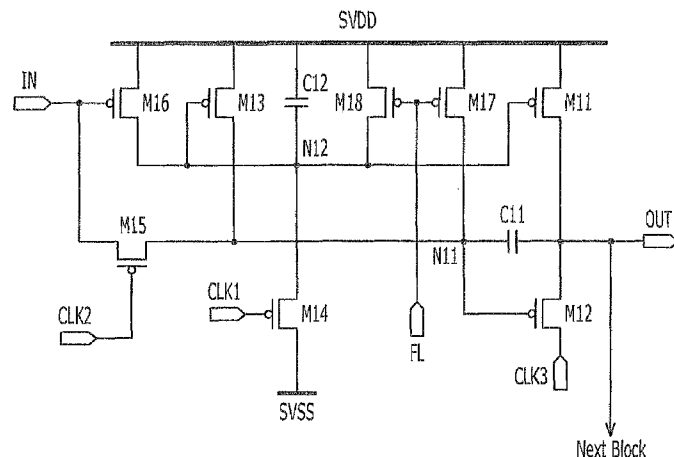 SVDD
IN
M16
M13
C12
M18
M17
M11
N12
M15
C11
OUT
N11
CLK2
CLK1
M14
FL
M12
CLK3
SVSS
Next Block